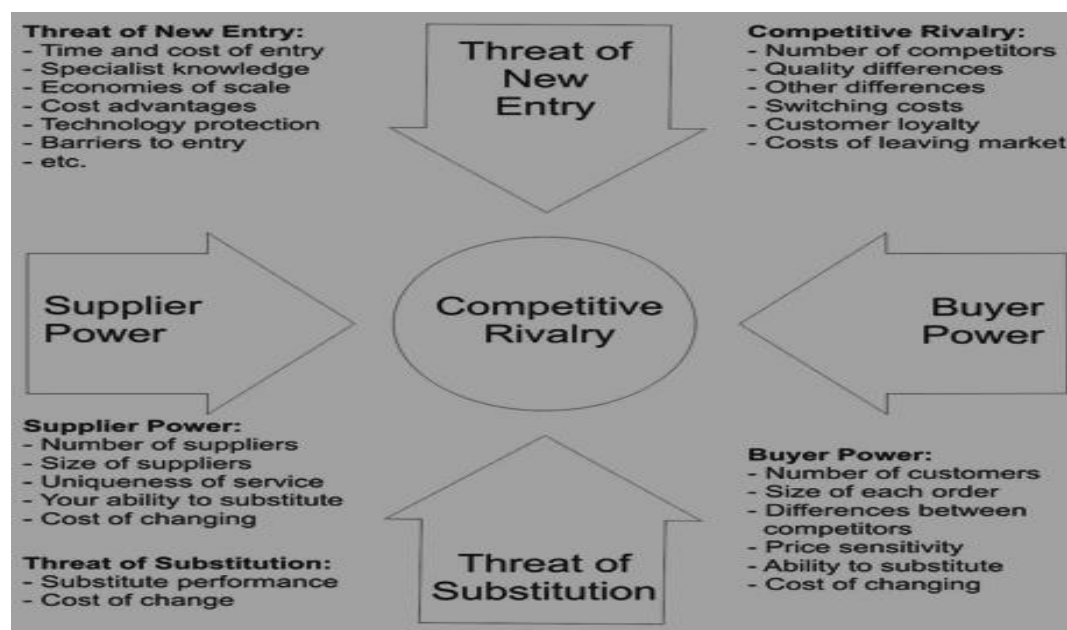 Threat of New Entry:
- Time and cost of entry
- Specialist knowledge
- Economies of scale
- Cost advantages
- Technology protection
- Barriers to entry
- etc.
Threat of
New
Entry
Competitive Rivalry:
- Number of competitors
- Quality differences
- Other differences
- Switching costs
- Customer loyalty
- Costs of leaving market
Supplier
Power
Competitive
Rivalry
Buyer
Power
Supplier Power:
- Number of suppliers
- Size of suppliers
- Uniqueness of service
- Your ability to substitute
- Cost of changing
Threat of Substitution:
- Substitute performance
- Cost of change
Threat of
Substitution
Buyer Power:
- Number of customers
- Size of each order
- Differences between
competitors
- Price sensitivity
- Ability to substitute
- Cost of changing